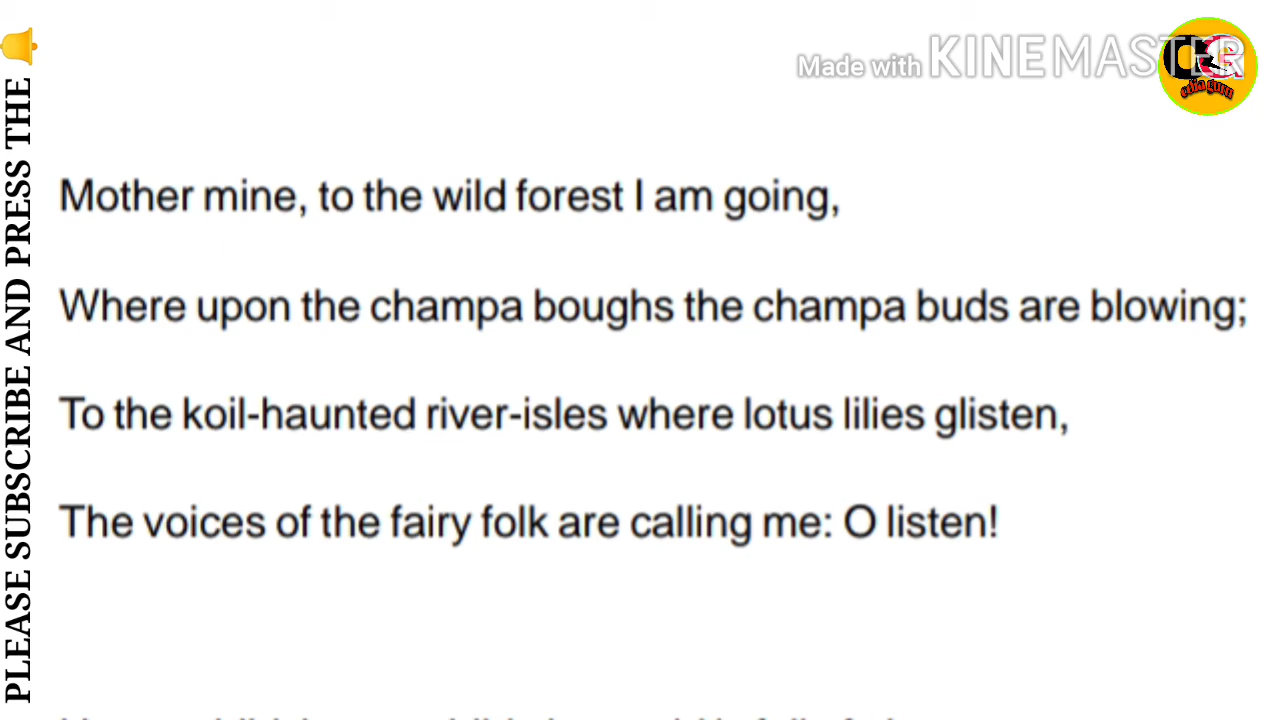 PLEASE SUBSCRIBE AND PRESS THE
Made with KINEMASTER
odia guru
Mother mine, to the wild forest I am going,
Where upon the champa boughs the champa buds are blowing;
To the koil-haunted river-isles where lotus lilies glisten,
The voices of the fairy folk are calling me: O listen!